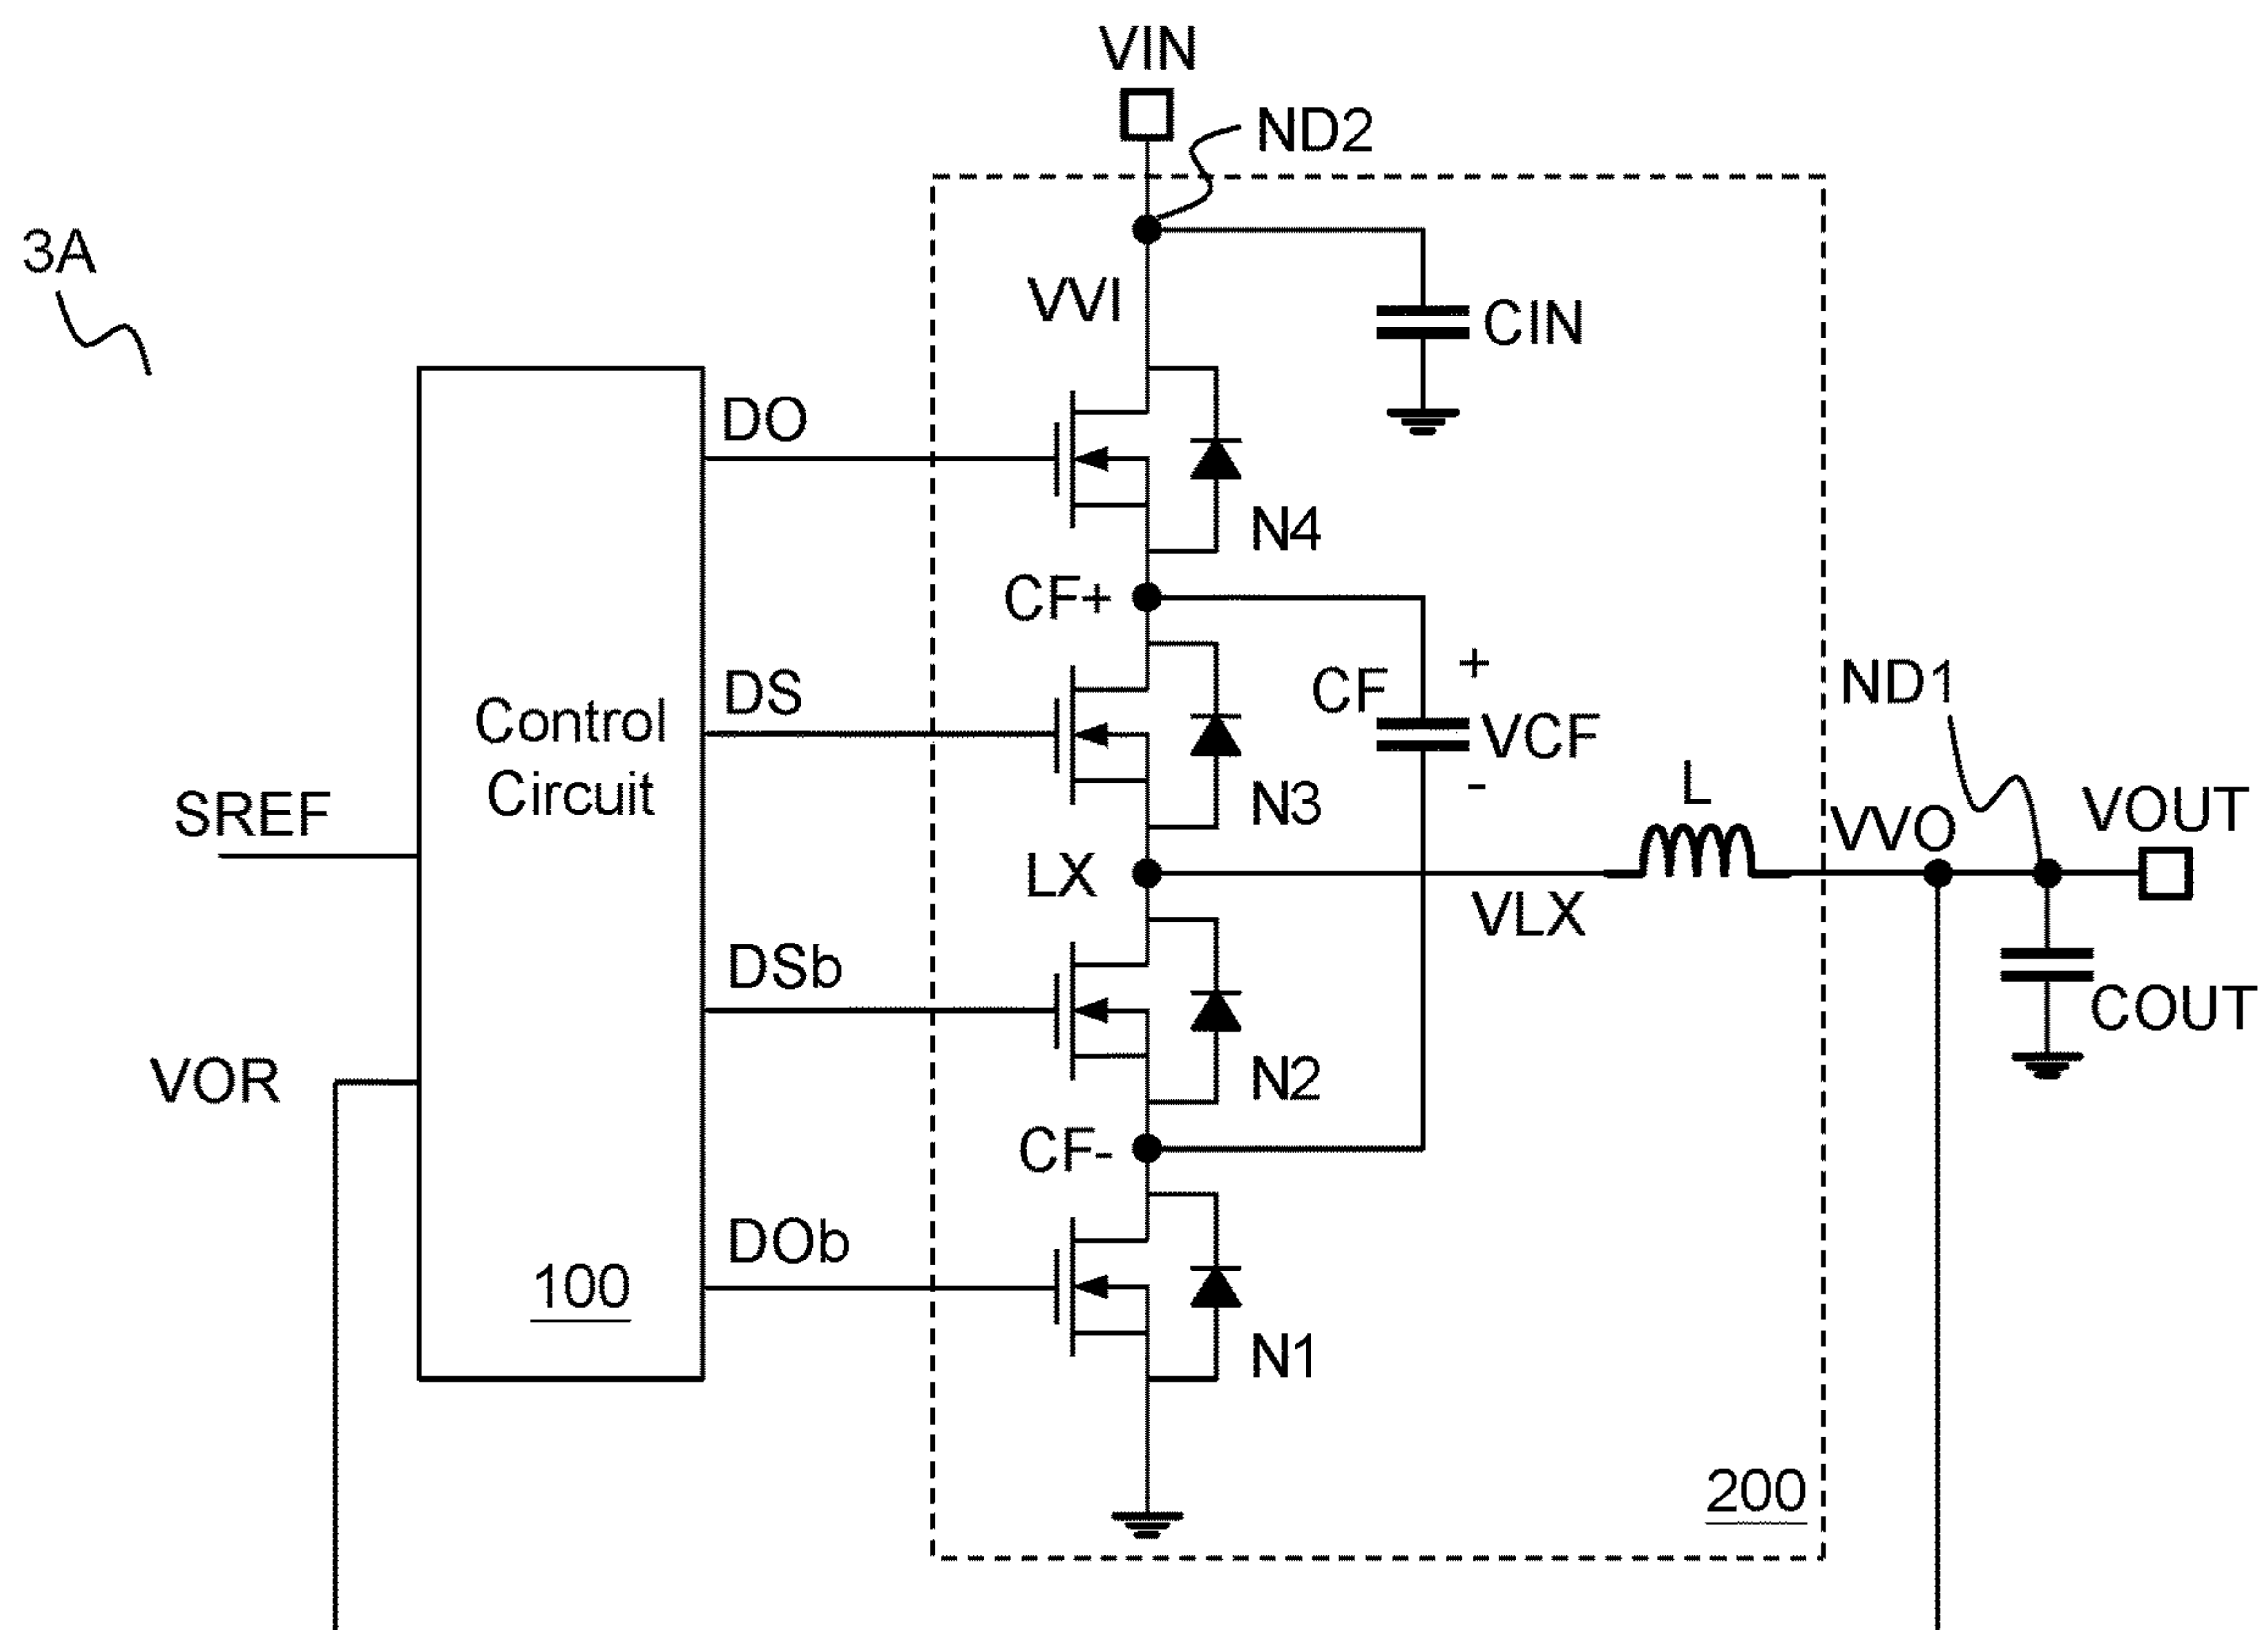 VIN
ND2
3A
VVI
CIN
DO
N4
CF+
DS
CF
+
VCF
-
ND1
Control
Circuit
N3
L
SREF
VVO
VOUT
LX
VLX
DSb
COUT
VOR
N2
CF-
DOb
100
N1
200